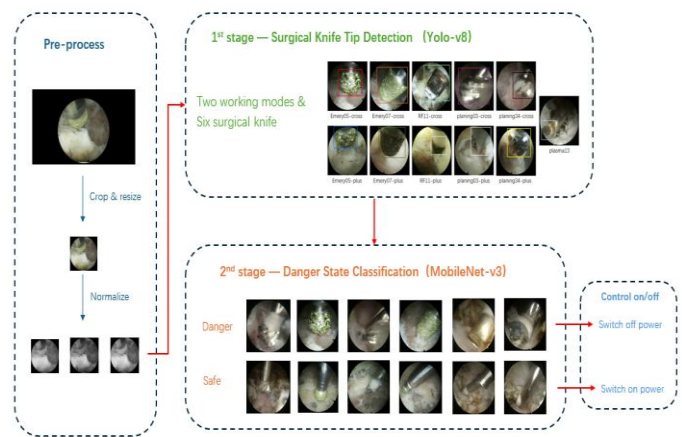 Pre-process
Crop & resize
Normalize
1st stage — Surgical Knife Tip Detection （Yolo-v8）
Two working modes &
Six surgical knife
Emery05-cross
Emery07-cross
RF11-cross
planing03-cross
planing34-cross
Emery05-plus
Emery07-plus
RF11-plus
planing03-plus
planing34-plus
plasma13
2nd stage — Danger State Classification（MobileNet-v3）
Danger
Safe
Control on/off
Switch off power
Switch on power